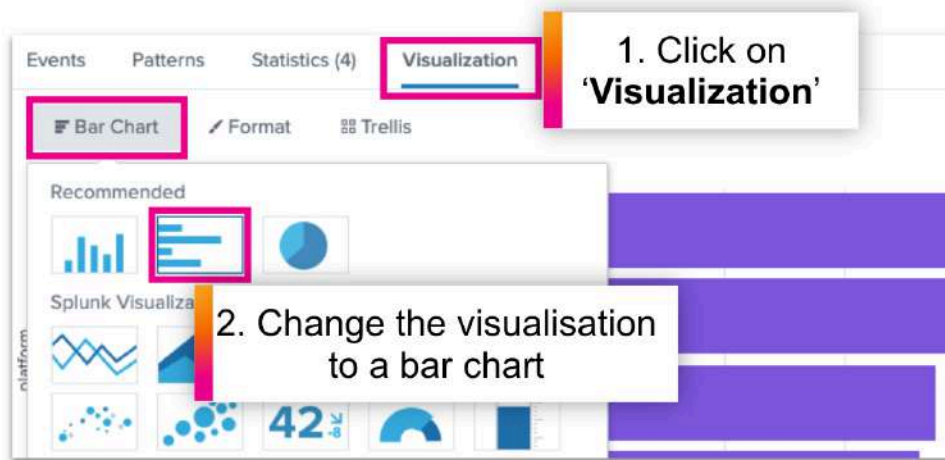 Events Patterns Statistics (4) Visualization
1. Click on
‘Visualization’
Bar Chart Format Trellis
Recommended
Splunk Visualiza
2. Change the visualisation
to a bar chart
platform
42
-8